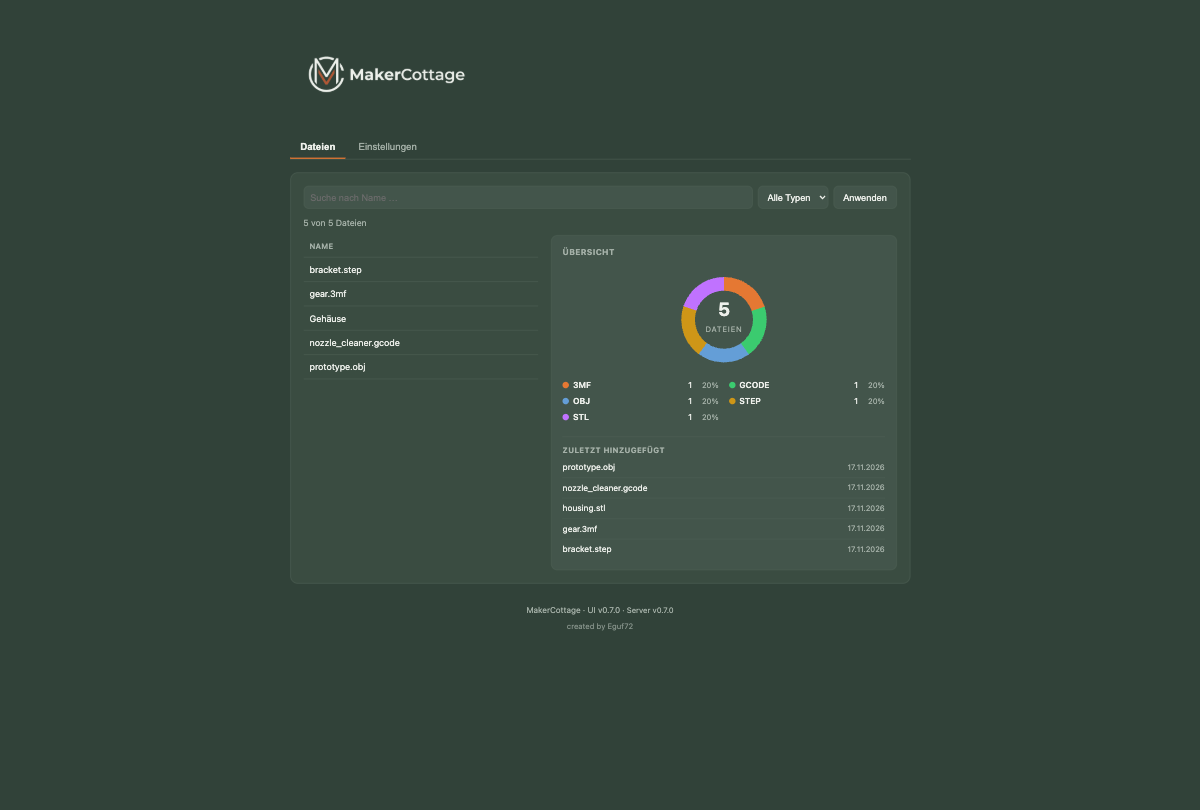 MakerCottage
Dateien Einstellungen
Suche nach Name ... Alle Typen Anwenden
5 von 5 Dateien
NAME
bracket.step
gear.3mf
Gehäuse
nozzle_cleaner.gcode
prototype.obj
ÜBERSICHT
5
DATEIEN
3MF 1 20% GCODE 1 20%
OBJ 1 20% STEP 1 20%
STL 1 20%
ZULETZT HINZUGEFÜGT
prototype.obj 17.11.2026
nozzle_cleaner.gcode 17.11.2026
housing.stl 17.11.2026
gear.3mf 17.11.2026
bracket.step 17.11.2026
MakerCottage · UI v0.7.0 · Server v0.7.0
created by Eguf72